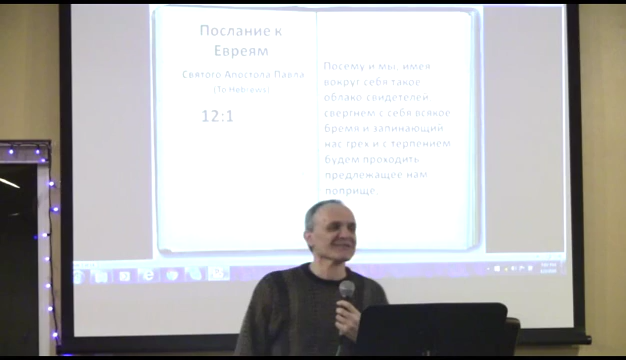 Послание к
Евреям
Святого Апостола Павла
(To Hebrews)
12:1
Посему и мы, имея
вокруг себя такое
облако свидетелей
свергнем с себя всякое
бремя и запинающий
нас грех и с терпением
будем проходить
предлежащее нам
поприще.